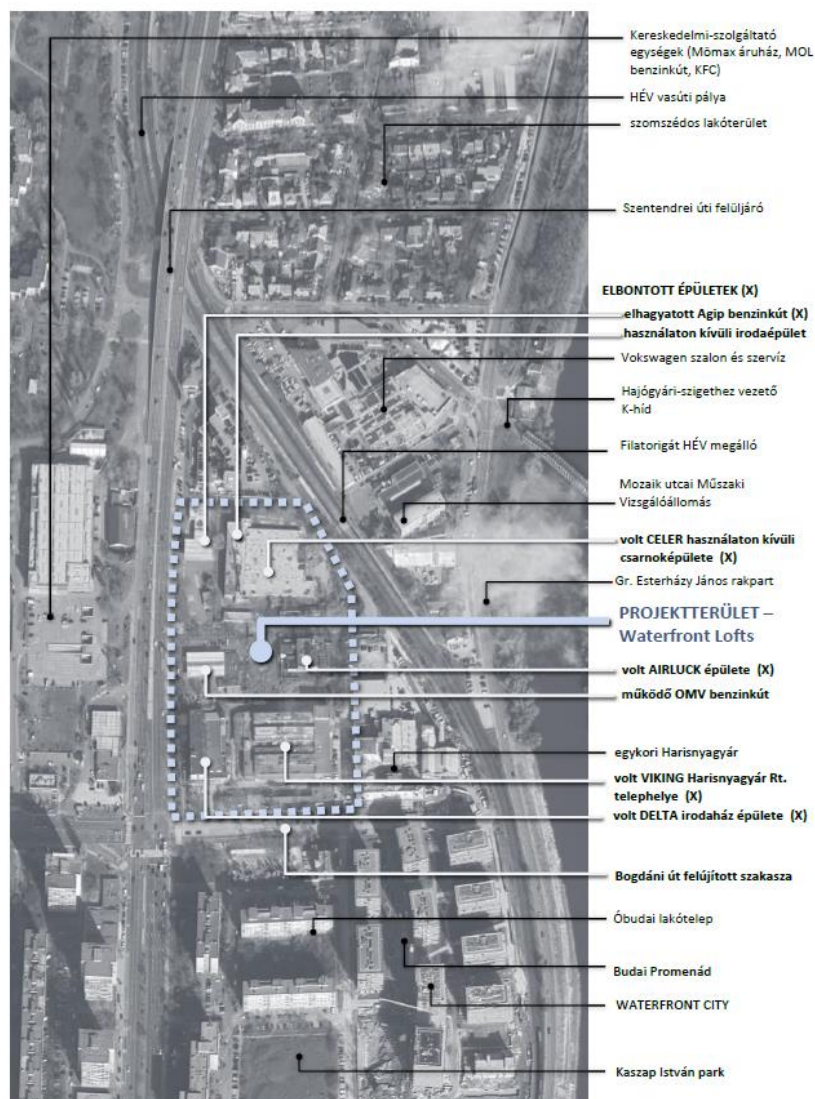 Kereskedelmi-szolgáltató
egységek (Mömax áruház, MOL
benzinkút, KFC)
HÉV vasúti pálya
szomszédos lakóterület
Szentendrei úti felüljáró
ELBONTOTT ÉPÜLETEK (X)
elhagyatott Agip benzinkút (X)
használaton kívüli irodaépület
Vokswagen szalon és szervíz
Hajógyári-szigethez vezető
K-híd
Filatorigát HÉV megálló
Mozaik utcai Műszaki
Vizsgálóállomás
volt CELER használaton kívüli
csarnoképülete (X)
Gr. Esterházy János rakpart
PROJEKTTERÜLET –
Waterfront Lofts
volt AIRLUCK épülete (X)
működő OMV benzinkút
egykori Harisnyagyár
volt VIKING Harisnyagyár Rt.
telephelye (X)
volt DELTA irodaház épülete (X)
Bogdáni út felújított szakasza
Óbudai lakótelep
Budai Promenád
WATERFRONT CITY
Kaszap István park